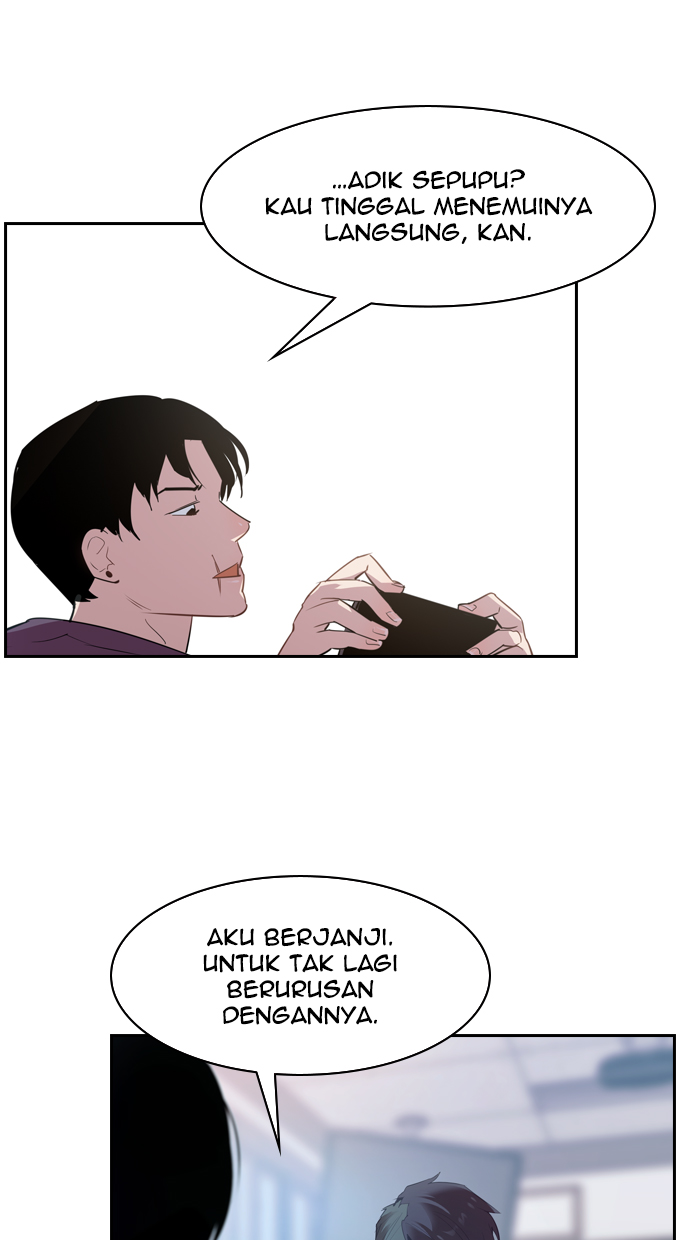 ...ADIK SEPUPU?
KAU TINGGAL MENEMUINYA
LANGSUNG, KAN.
AKU BERJANJI.
UNTUK TAK LAGI
BERURUSAN
DENGANNYA.